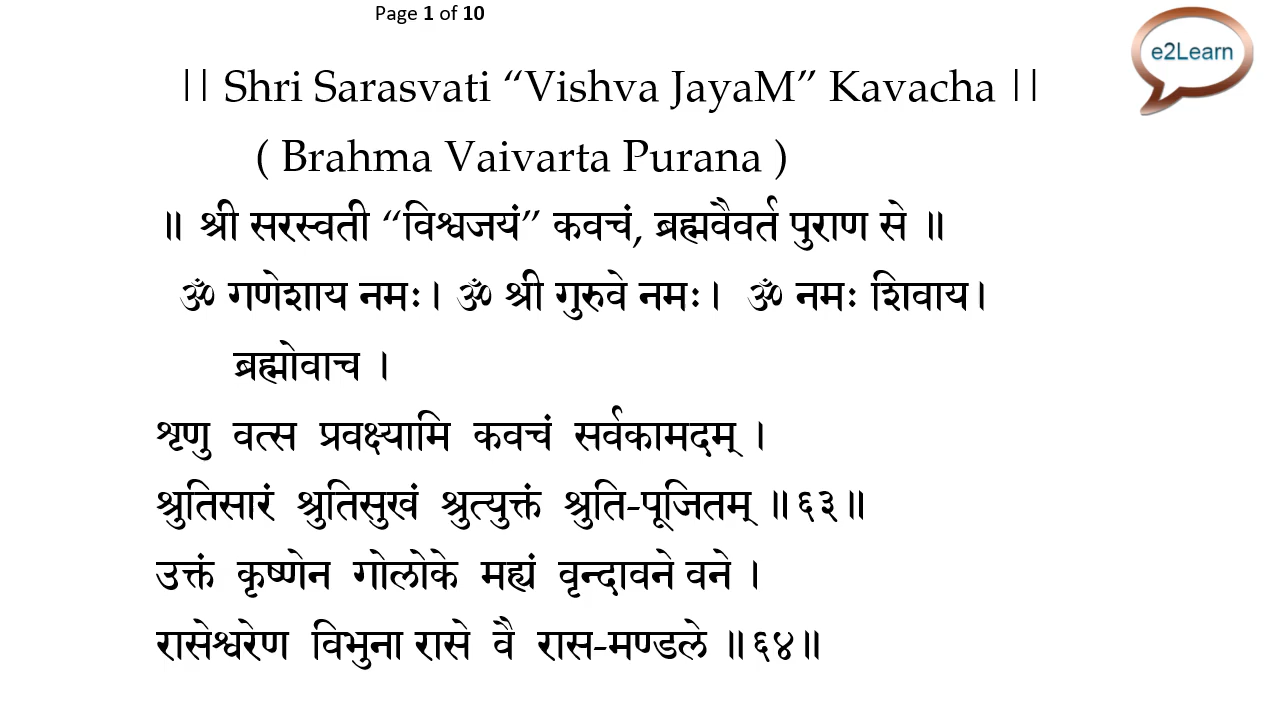 Page 1 of 10
e2Learn
|| Shri Sarasvati “Vishva JayaM” Kavacha ||
( Brahma Vaivarta Purana )
॥ श्री सरस्वती “विश्वजयं” कवचं, ब्रह्मवैवर्त पुराण से ॥
ॐ गणेशाय नमः। ॐ श्री गुरुवे नमः। ॐ नमः शिवाय।
ब्रह्मोवाच ।
शृणु वत्स प्रवक्ष्यामि कवचं सर्वकामदम् ।
श्रुतिसारं श्रुतिसुखं श्रुत्युक्तं श्रुति-पूजितम् ॥६३॥
उक्तं कृष्णेन गोलोके मह्यं वृन्दावने वने ।
रासेश्वरेण विभुना रासे वै रास-मण्डले ॥६४॥